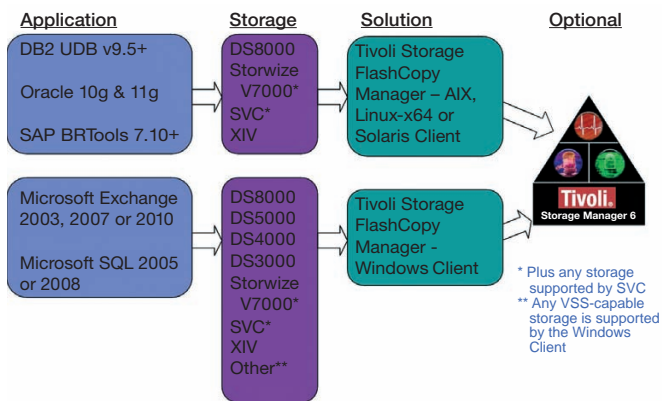 Application
Storage
Solution
Optional
DB2 UDB v9.5+
Oracle 10g & 11g
SAP BRTools 7.10+
DS8000
Storwize
V7000*
SVC*
XIV
Tivoli Storage
FlashCopy
Manager – AIX,
Linux-x64 or
Solaris Client
Microsoft Exchange
2003, 2007 or 2010
Microsoft SQL 2005
or 2008
DS8000
DS5000
DS4000
DS3000
Storwize
V7000*
SVC*
XIV
Other**
Tivoli Storage
FlashCopy
Manager -
Windows Client
Tivoli.
Storage Manager 6
* Plus any storage
supported by SVC
** Any VSS-capable
storage is supported
by the Windows
Client